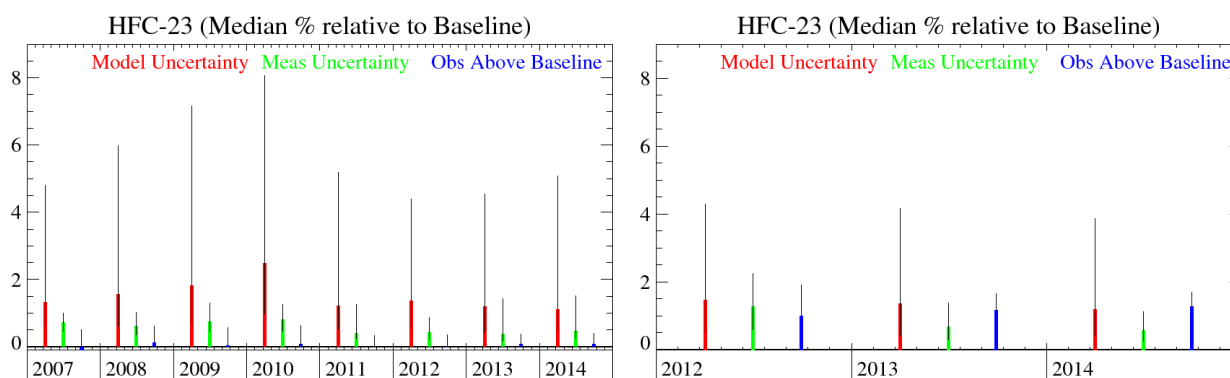 HFC-23 (Median % relative to Baseline)
Model Uncertainty Meas Uncertainty Obs Above Baseline
8
6
4
2
0
2007 2008 2009 2010 2011 2012 2013 2014
HFC-23 (Median % relative to Baseline)
Model Uncertainty Meas Uncertainty Obs Above Baseline
8
6
4
2
0
2012 2013 2014